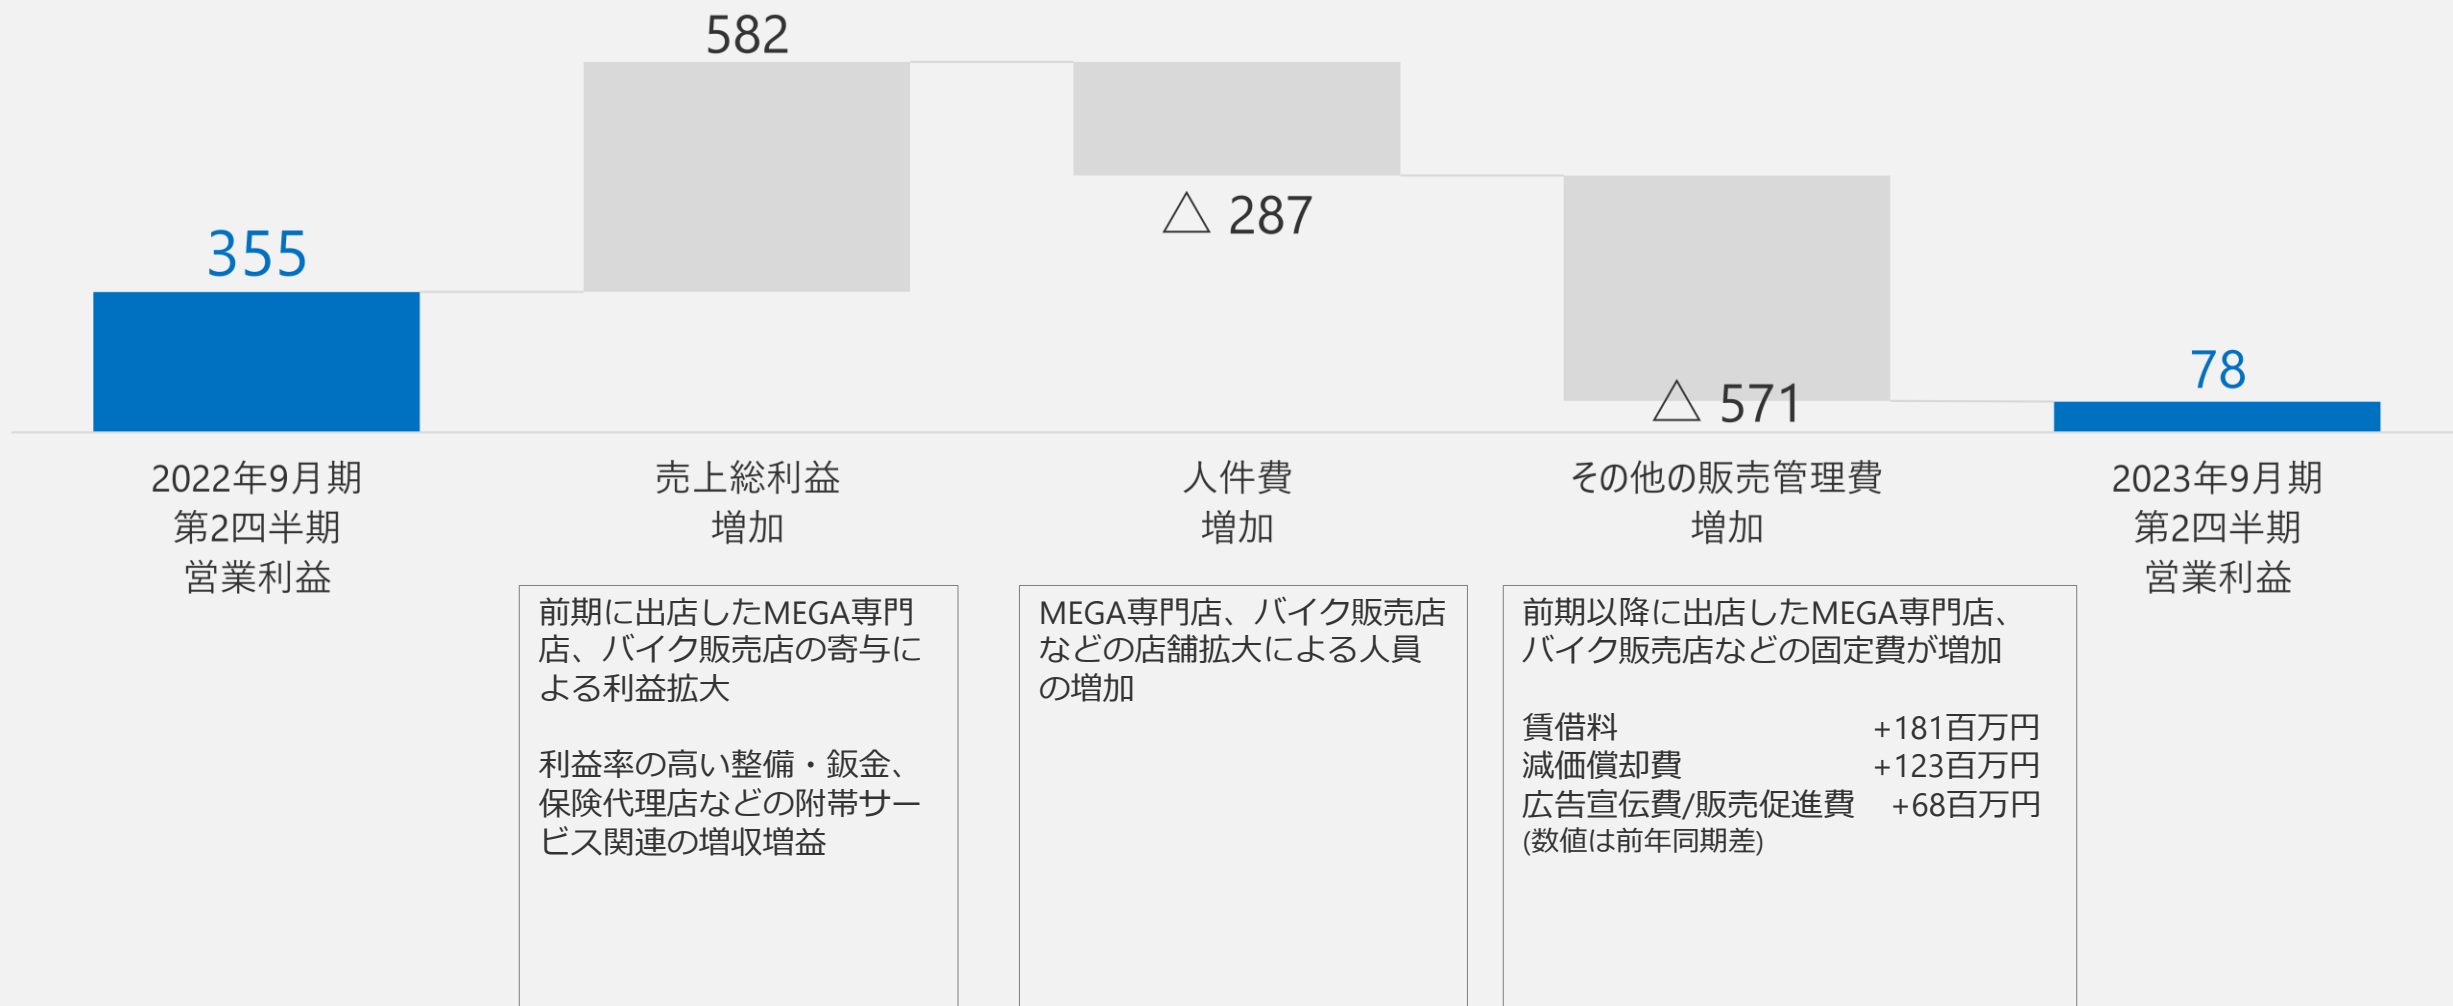 582
△ 287
355
△ 571
78
2022年9月期
第2四半期
営業利益
売上総利益
増加
人件費
増加
その他の販売管理費
増加
2023年9月期
第2四半期
営業利益
前期に出店したMEGA専門
店、バイク販売店の寄与に
よる利益拡大
利益率の高い整備・鈑金、
保険代理店などの附帯サー
ビス関連の増収増益
MEGA専門店、バイク販売店
などの店舗拡大による人員
の増加
前期以降に出店したMEGA専門店、
バイク販売店などの固定費が増加
賃借料 +181百万円
減価償却費 +123百万円
広告宣伝費/販売促進費 +68百万円
(数値は前年同期差)